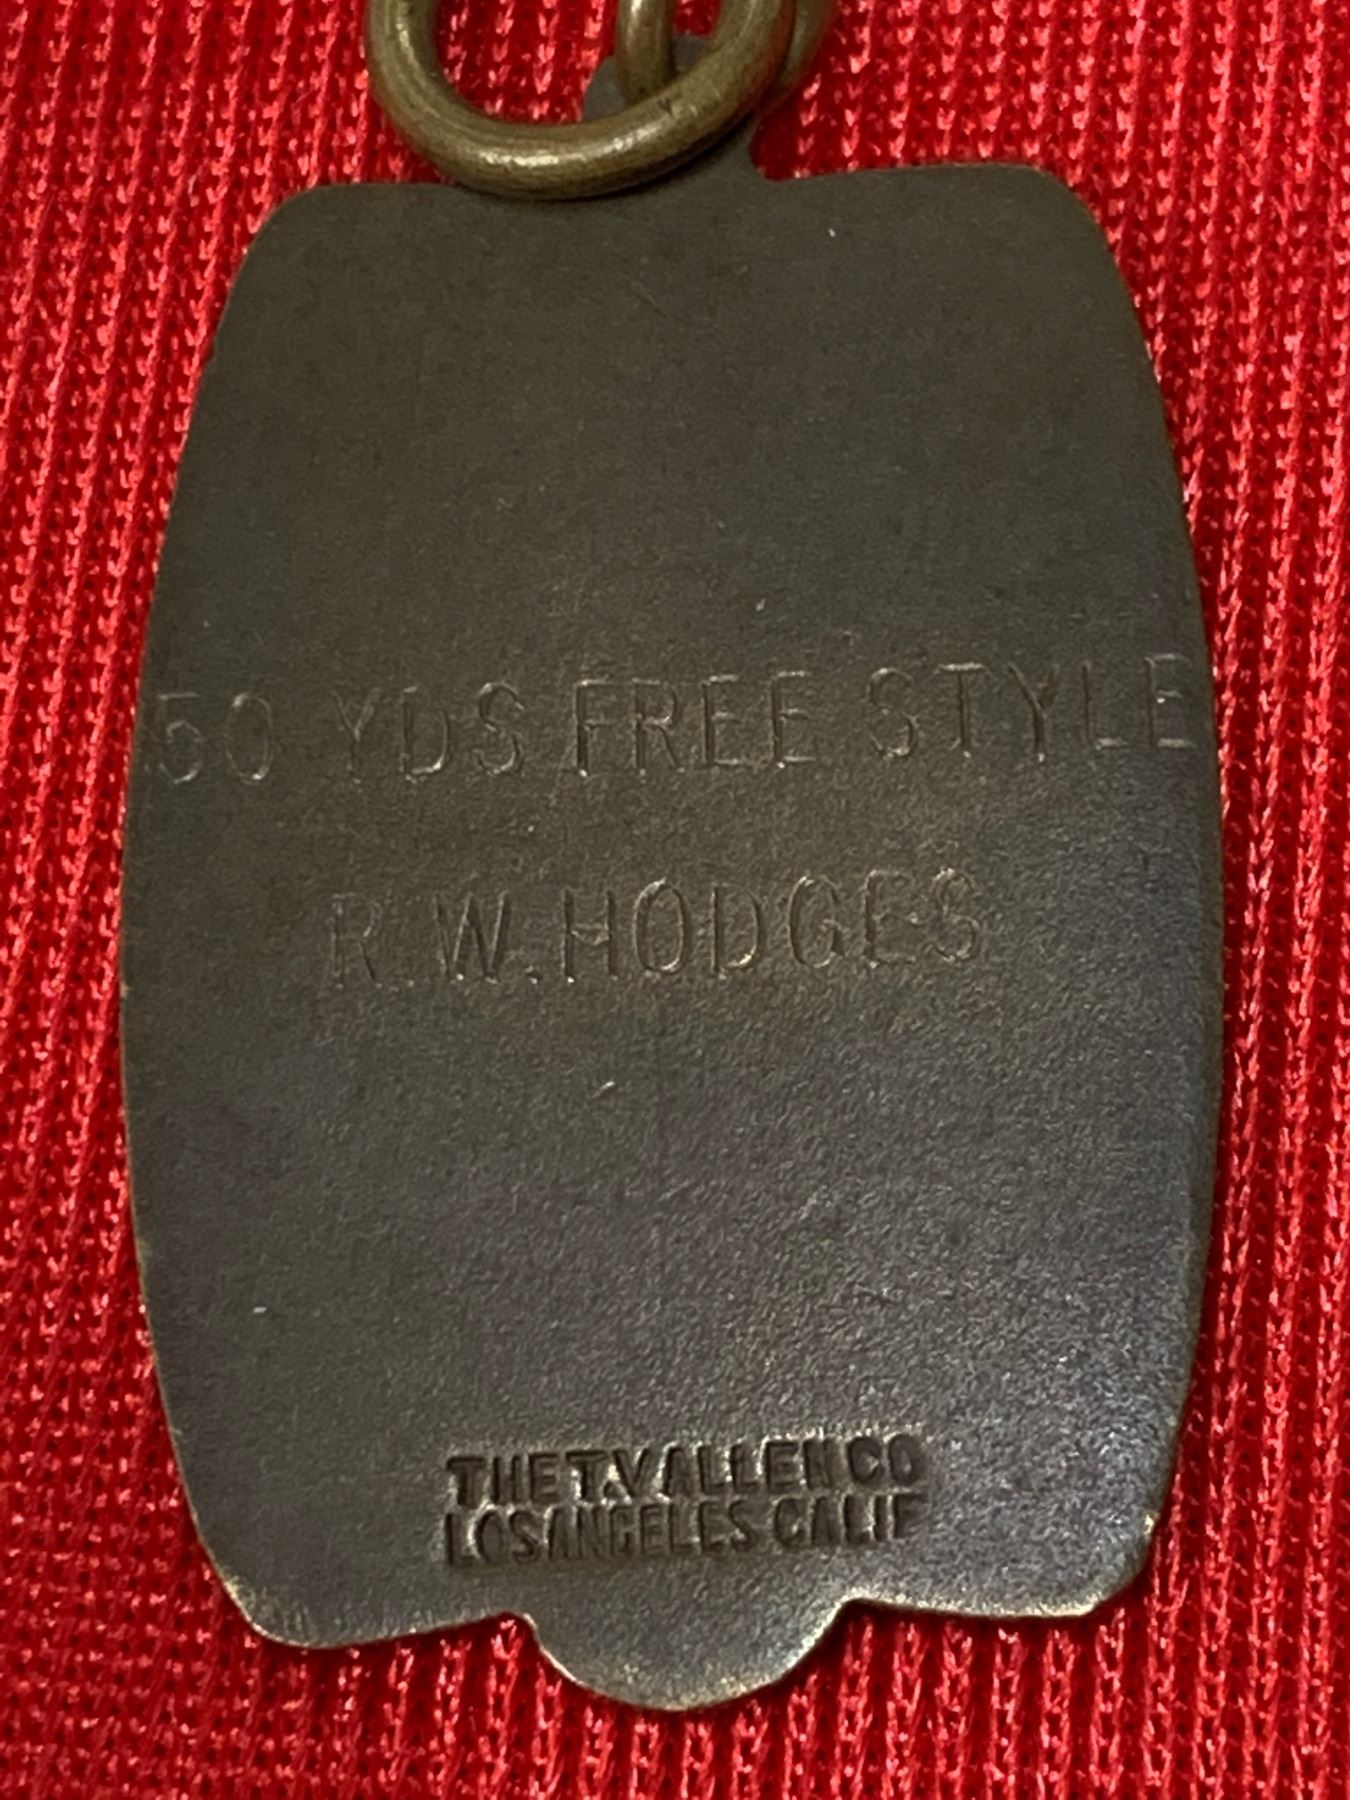 50 YDS FREE STYLE
R.W.HODGES
THE T.V ALLEN CO
LOS ANGELES CALIF